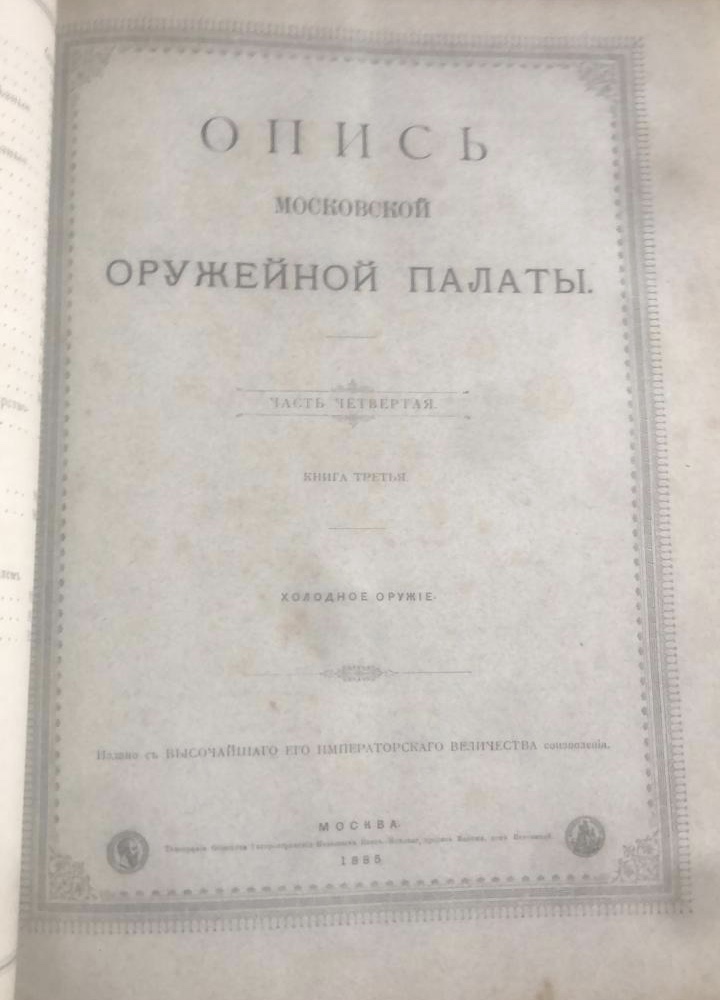 ОПИСЬ
МОСКОВСКОЙ
ОРУЖЕЙНОЙ ПАЛАТЫ.
ЧАСТЬ ЧЕТВЕРТАЯ.
КНИГА ТРЕТЬЯ.
ХОЛОДНОЕ ОРУЖІЕ.
Издано съ ВЫСОЧАЙШАГО ЕГО ИМПЕРАТОРСКАГО ВЕЛИЧЕСТВА соизволенія.
МОСКВА.
1885